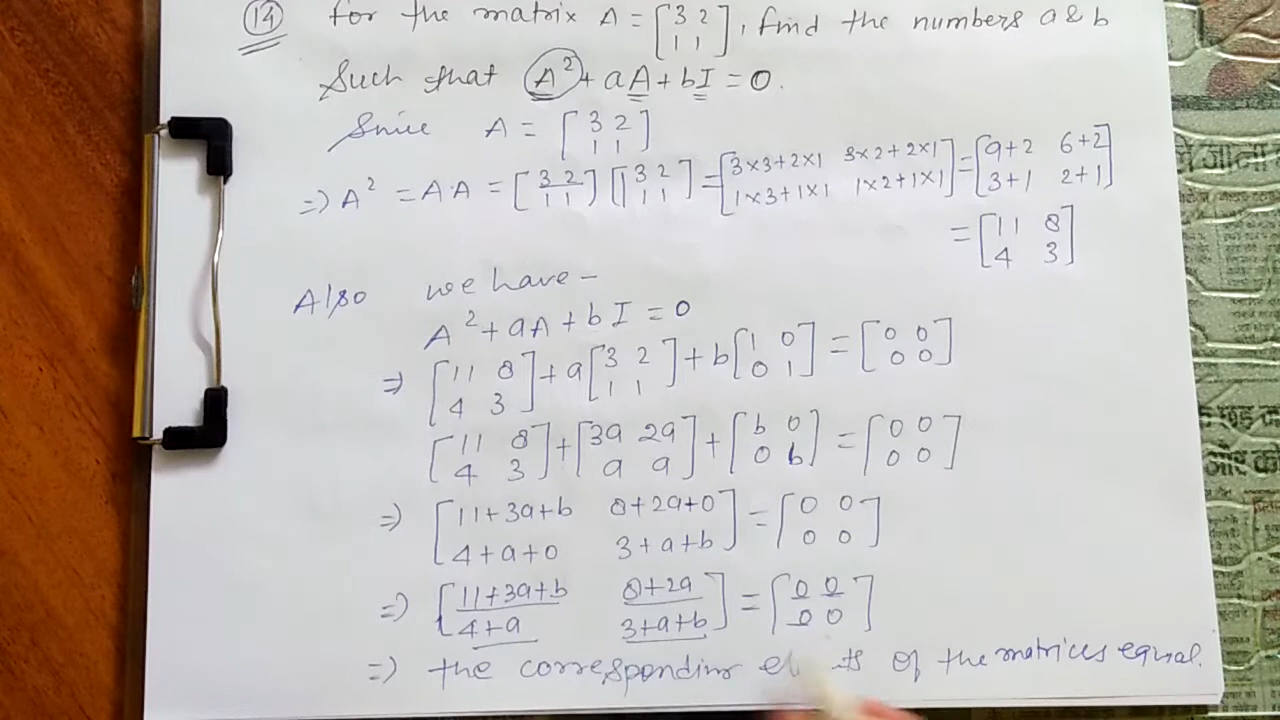 (14) For the matrix A = [3 2; 1 1], find the numbers a & b
Such that A² + aA + bI = 0.
Since A = [3 2; 1 1]
=> A² = A·A = [3 2; 1 1] [3 2; 1 1] = [3×3+2×1 3×2+2×1; 1×3+1×1 1×2+1×1] = [9+2 6+2; 3+1 2+1]
= [11 8; 4 3]
Also we have –
A² + aA + bI = 0
=> [11 8; 4 3] + a[3 2; 1 1] + b[1 0; 0 1] = [0 0; 0 0]
[11 8; 4 3] + [3a 2a; a a] + [b 0; 0 b] = [0 0; 0 0]
=> [11+3a+b 8+2a+0; 4+a+0 3+a+b] = [0 0; 0 0]
=> [11+3a+b 8+2a; 4+a 3+a+b] = [0 0; 0 0]
=> the corresponding of the matrices equal.